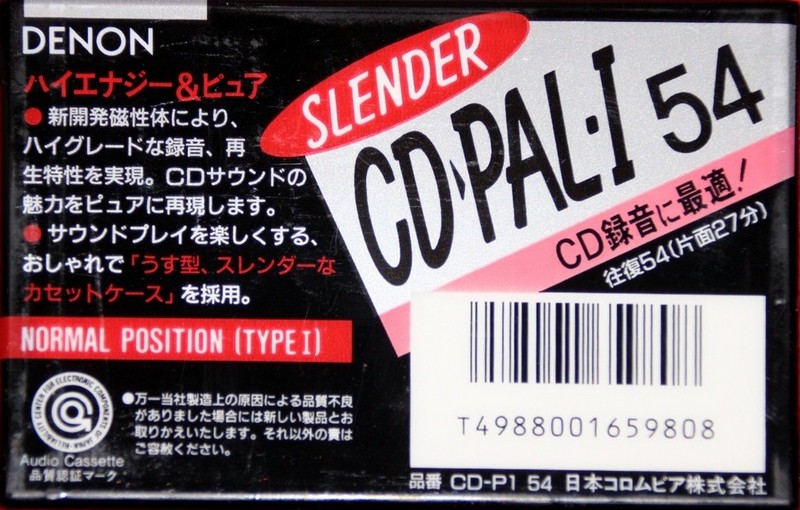 DENON
ハイエナジー&ピュア
●新開発磁性体により、
ハイグレードな録音、再
生特性を実現。CDサウンドの
魅力をピュアに再現します。
●サウンドプレイを楽しくする、
おしゃれで「うす型、スレンダーな
カセットケース」を採用。
NORMAL POSITION (TYPE I)
SLENDER
CD▸PAL・I 54
CD録音に最適!
往復54(片面27分)
RELIABILITY CENTER FOR ELECTRONIC COMPONENTS OF JAPAN
Audio Cassette
品質認証マーク
●万一当社製造上の原因による品質不良
がありました場合には新しい製品とお
取りかえいたします。それ以外の責は
ご容赦ください。
T4988001659808
品番 CD-P1 54 日本コロムビア株式会社